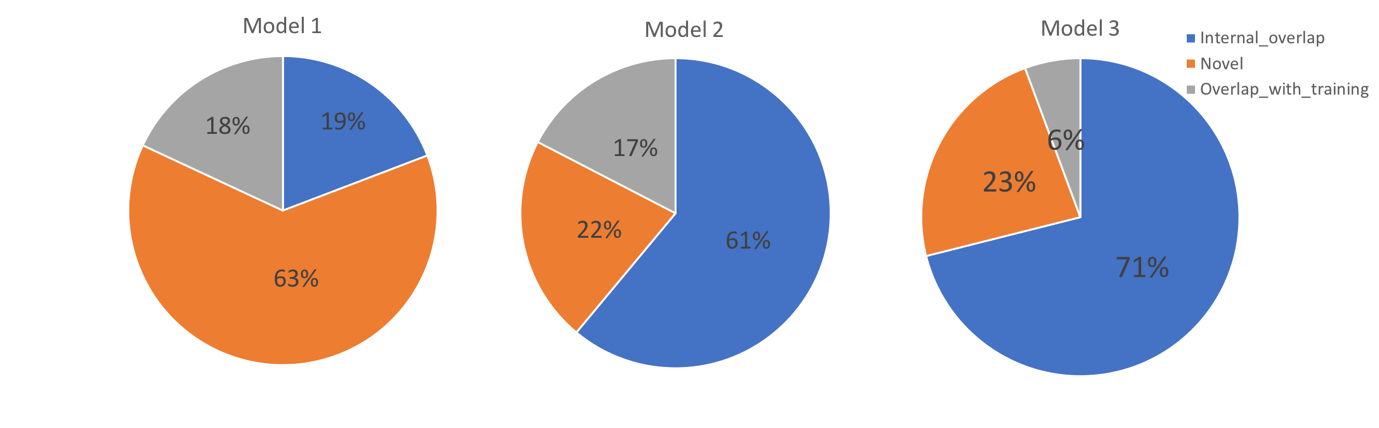 Model 1
18%
19%
63%
Model 2
17%
22%
61%
Model 3
6%
23%
71%
Internal_overlap
Novel
Overlap_with_training